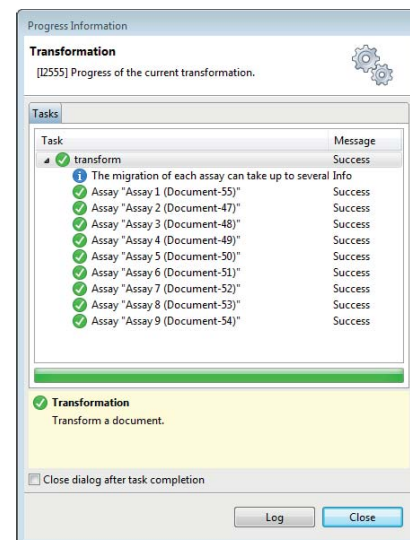 Progress Information
Transformation
[I2555] Progress of the current transformation.
Tasks
Task Message
transform Success
The migration of each assay can take up to several Info
Assay "Assay 1 (Document-55)" Success
Assay "Assay 2 (Document-47)" Success
Assay "Assay 3 (Document-48)" Success
Assay "Assay 4 (Document-49)" Success
Assay "Assay 5 (Document-50)" Success
Assay "Assay 6 (Document-51)" Success
Assay "Assay 7 (Document-52)" Success
Assay "Assay 8 (Document-53)" Success
Assay "Assay 9 (Document-54)" Success
Transformation
Transform a document.
Close dialog after task completion
Log Close